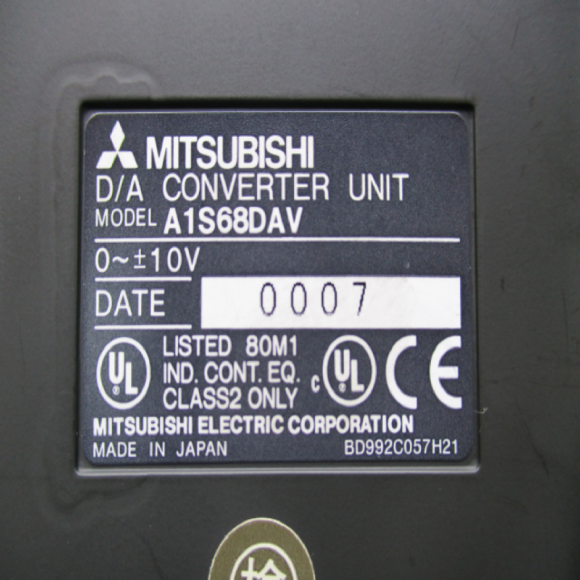 MITSUBISHI
D/A CONVERTER UNIT
MODEL A1S68DAV
0~±10V
DATE 0007
UL LISTED 80M1
IND. CONT. EQ.
CLASS2 ONLY
c UL CE
MITSUBISHI ELECTRIC CORPORATION
MADE IN JAPAN BD992C057H21